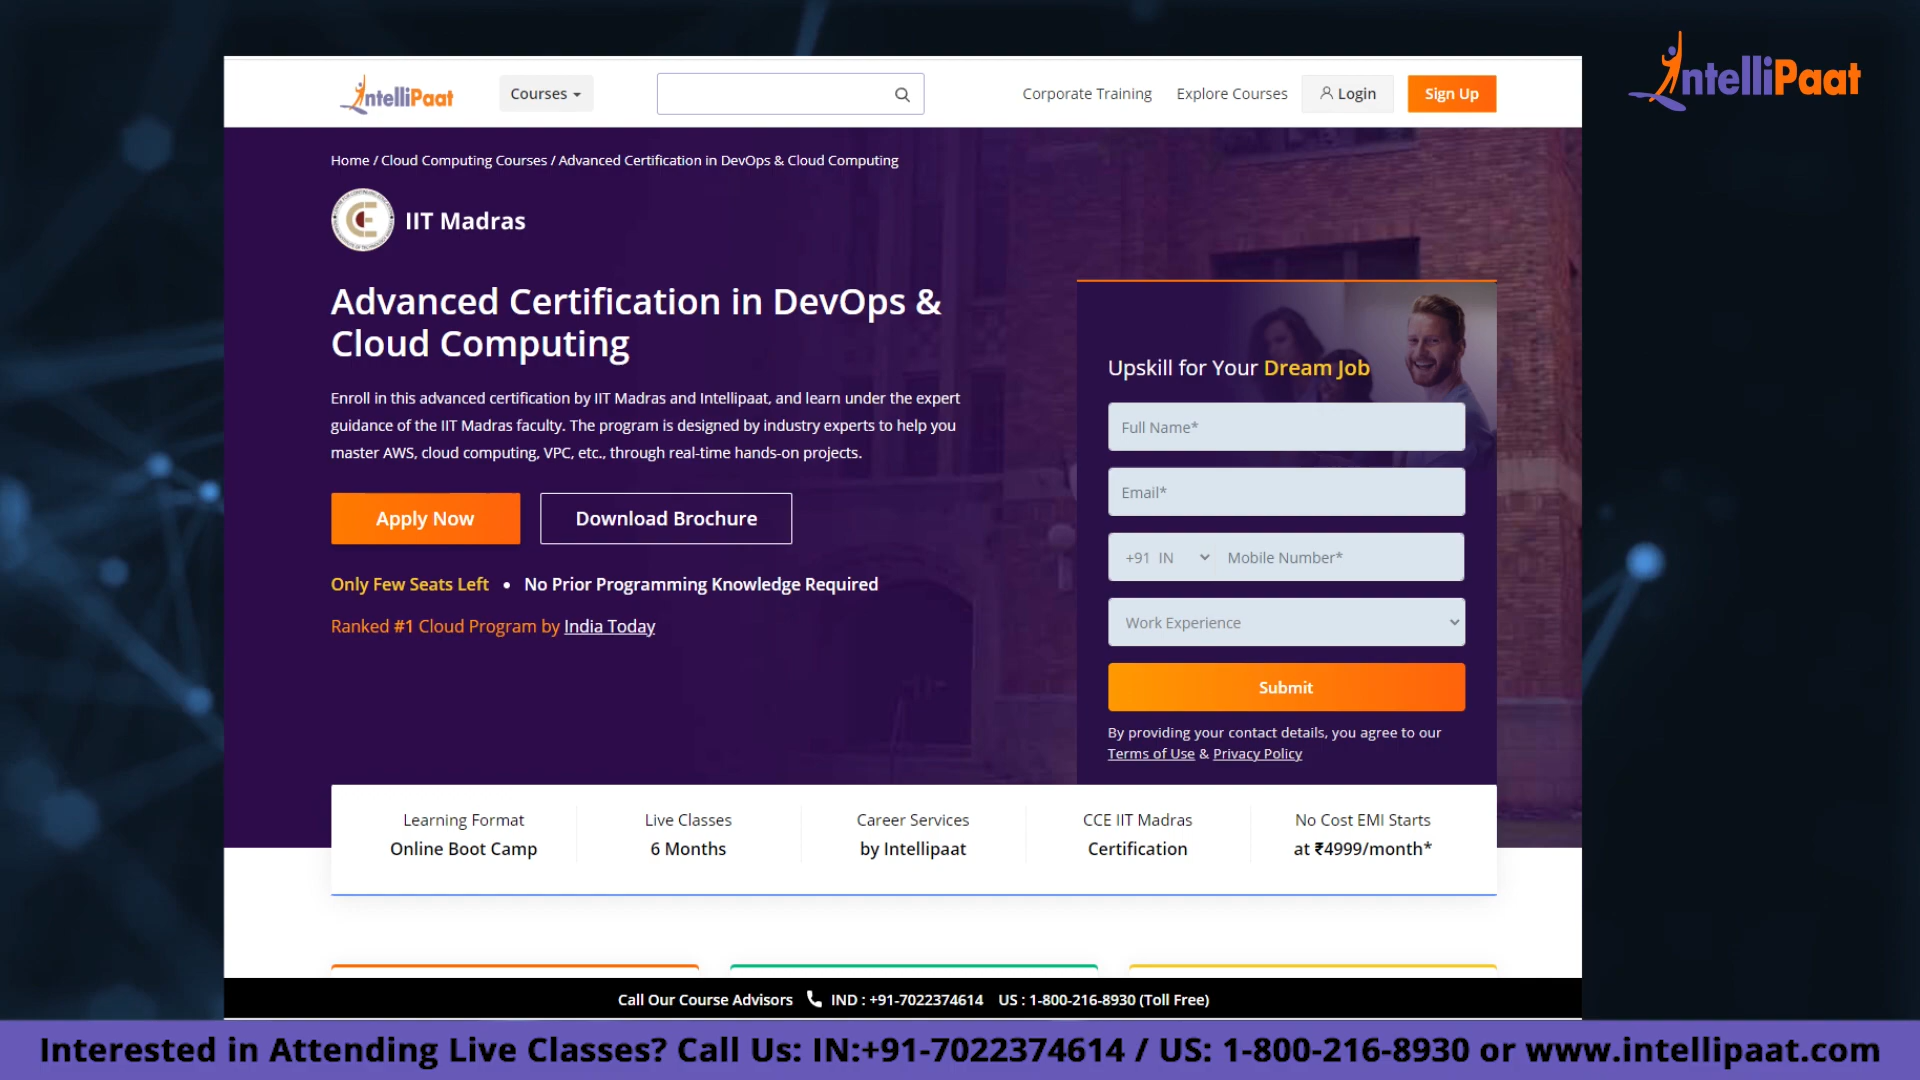 IntelliPaat
IntelliPaat Courses Corporate Training Explore Courses Login Sign Up
Home / Cloud Computing Courses / Advanced Certification in DevOps & Cloud Computing
IIT Madras
Advanced Certification in DevOps &
Cloud Computing
Enroll in this advanced certification by IIT Madras and Intellipaat, and learn under the expert
guidance of the IIT Madras faculty. The program is designed by industry experts to help you
master AWS, cloud computing, VPC, etc., through real-time hands-on projects.
Apply Now Download Brochure
Only Few Seats Left • No Prior Programming Knowledge Required
Ranked #1 Cloud Program by India Today
Upskill for Your Dream Job
Full Name*
Email*
+91 IN Mobile Number*
Work Experience
Submit
By providing your contact details, you agree to our
Terms of Use & Privacy Policy
Learning Format
Online Boot Camp
Live Classes
6 Months
Career Services
by Intellipaat
CCE IIT Madras
Certification
No Cost EMI Starts
at ₹4999/month*
Call Our Course Advisors IND : +91-7022374614 US : 1-800-216-8930 (Toll Free)
Interested in Attending Live Classes? Call Us: IN:+91-7022374614 / US: 1-800-216-8930 or www.intellipaat.com